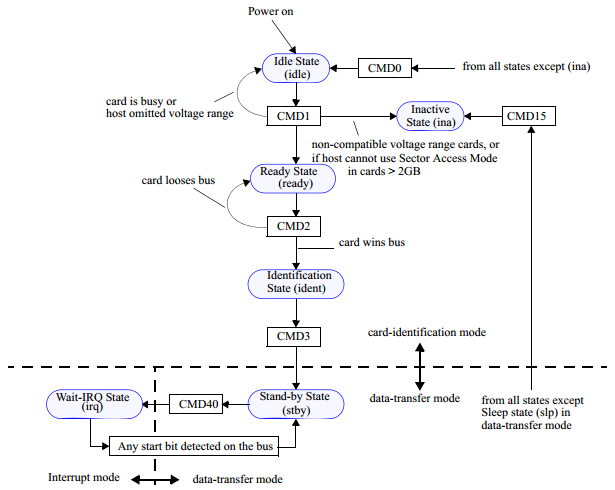 Power on
Idle State
(idle)
CMD0
from all states except (ina)
card is busy or
host omitted voltage range
CMD1
Inactive
State (ina)
CMD15
non-compatible voltage range cards, or
if host cannot use Sector Access Mode
in cards > 2GB
Ready State
(ready)
card looses bus
CMD2
card wins bus
Identification
State (ident)
CMD3
card-identification mode
data-transfer mode
Wait-IRQ State
(irq)
CMD40
Stand-by State
(stby)
from all states except
Sleep state (slp) in
data-transfer mode
Any start bit detected on the bus
Interrupt mode
data-transfer mode